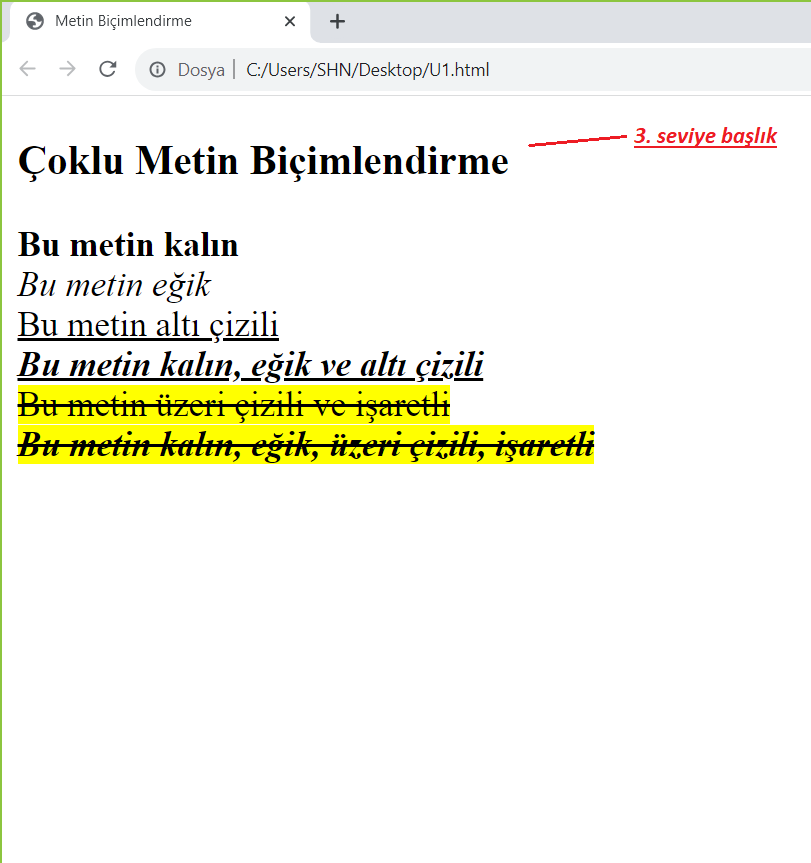 Metin Biçimlendirme
Dosya C:/Users/SHN/Desktop/U1.html
3. seviye başlık
Çoklu Metin Biçimlendirme
Bu metin kalın
Bu metin eğik
Bu metin altı çizili
Bu metin kalın, eğik ve altı çizili
Bu metin üzeri çizili ve işaretli
Bu metin kalın, eğik, üzeri çizili, işaretli